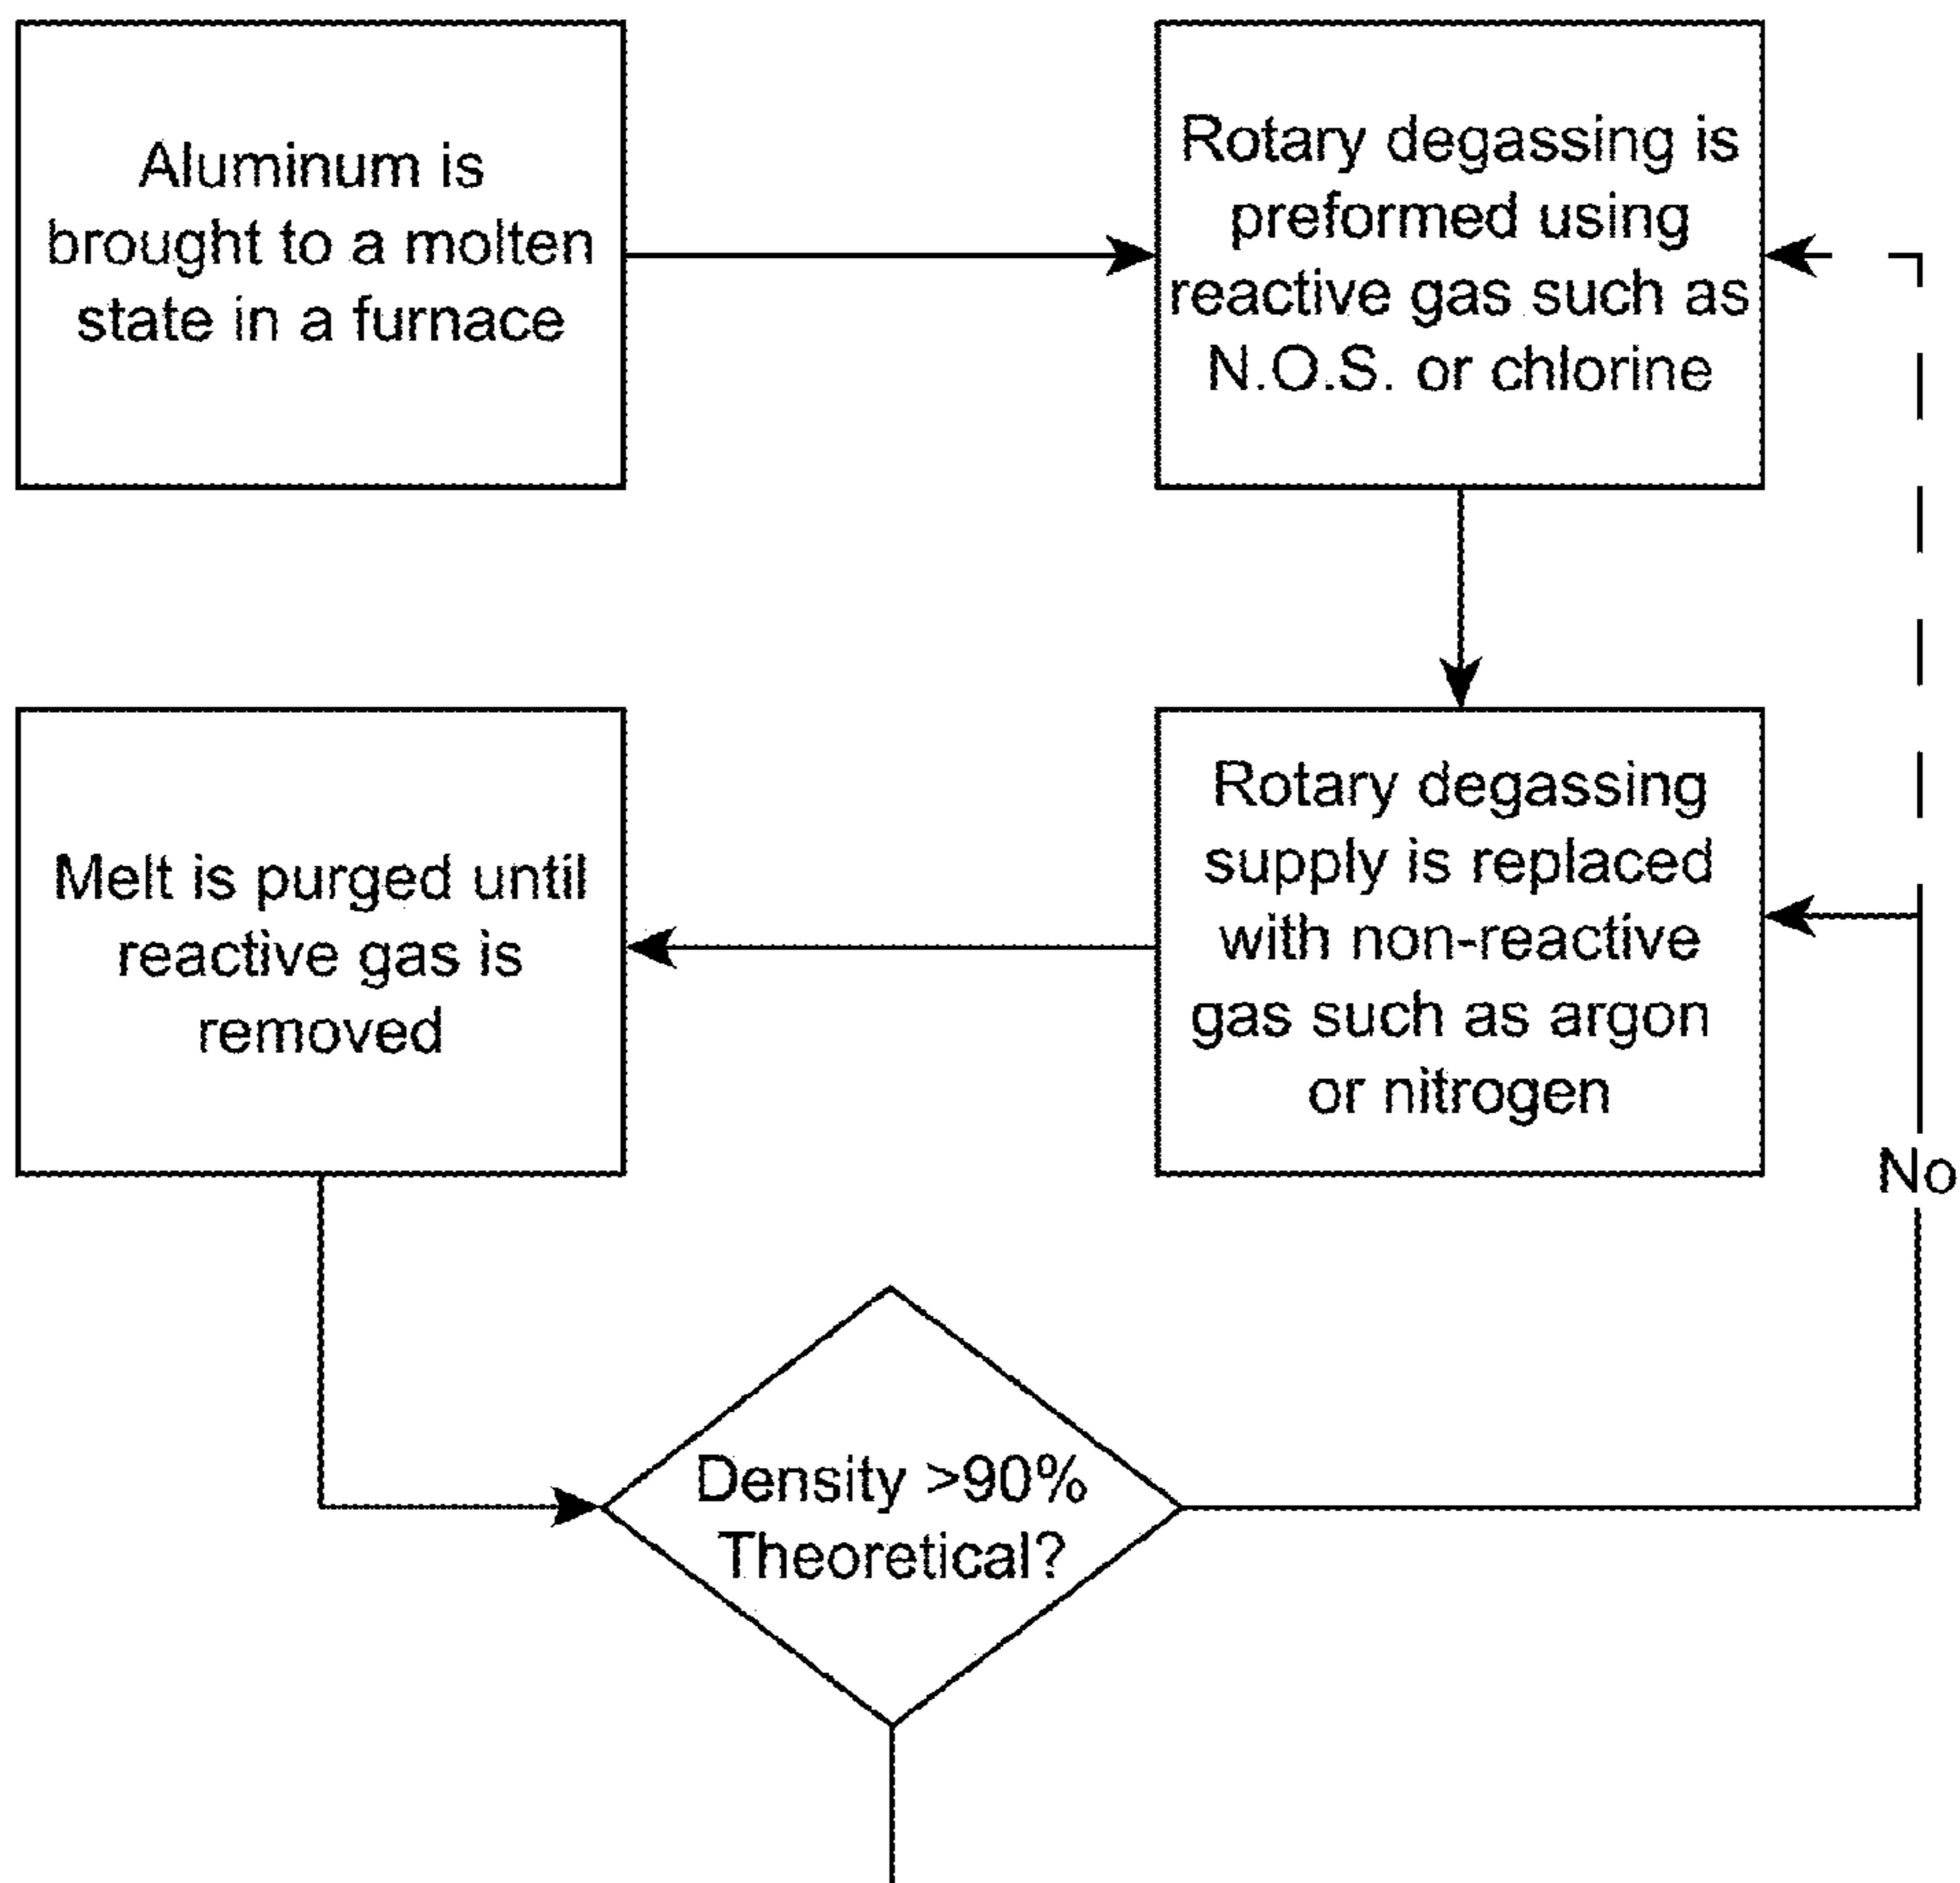 Aluminum is
brought to a molten
state in a furnace
Rotary degassing is
preformed using
reactive gas such as
N.O.S. or chlorine
Rotary degassing
supply is replaced
with non-reactive
gas such as argon
or nitrogen
Melt is purged until
reactive gas is
removed
No
Density >90%
Theoretical?